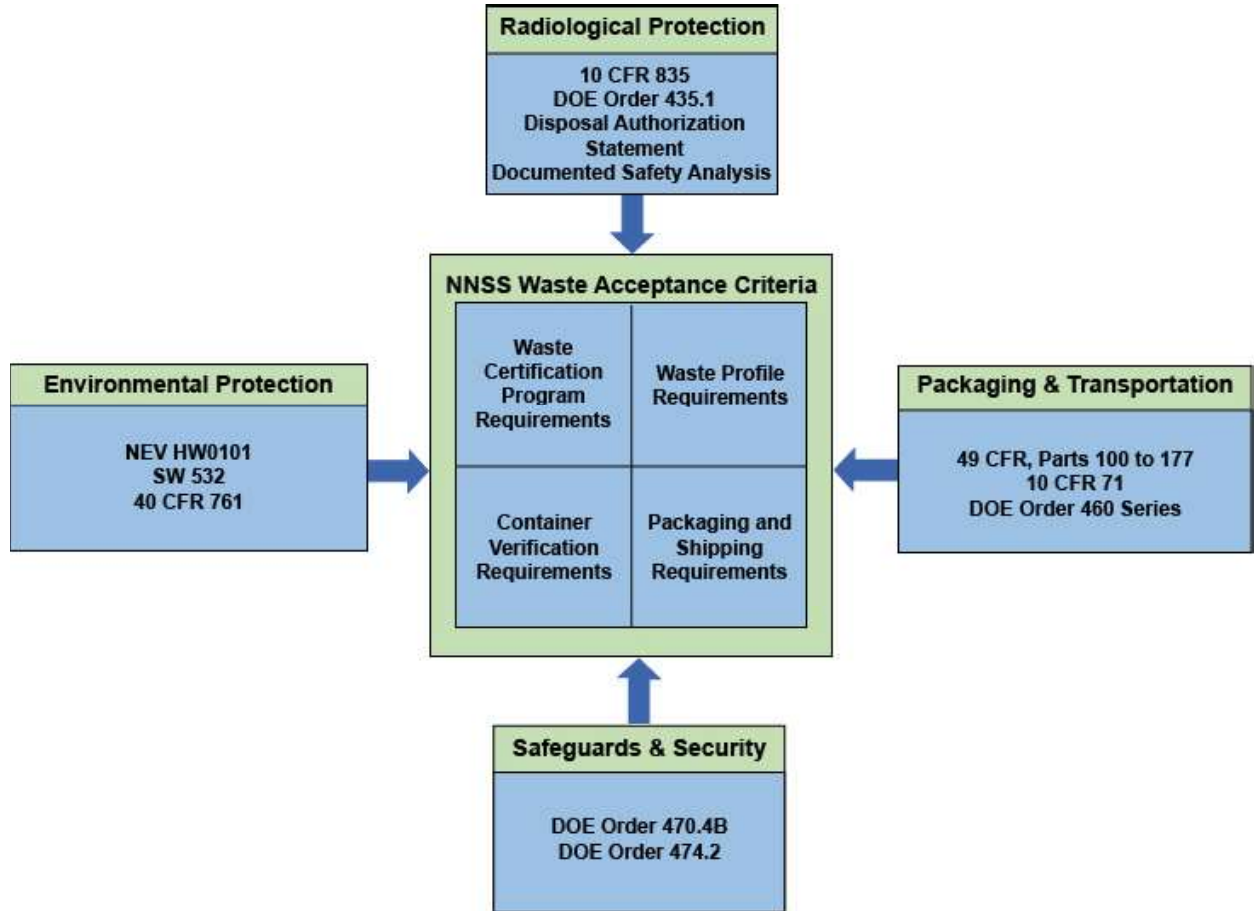 Radiological Protection
10 CFR 835
DOE Order 435.1
Disposal Authorization
Statement
Documented Safety Analysis
NNSS Waste Acceptance Criteria
Waste
Certification
Program
Requirements
Waste Profile
Requirements
Container
Verification
Requirements
Packaging and
Shipping
Requirements
Environmental Protection
NEV HW0101
SW 532
40 CFR 761
Packaging & Transportation
49 CFR, Parts 100 to 177
10 CFR 71
DOE Order 460 Series
Safeguards & Security
DOE Order 470.4B
DOE Order 474.2